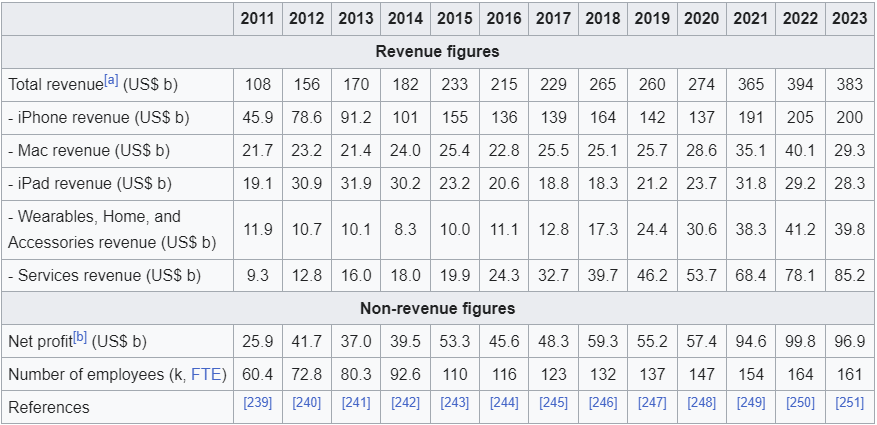 2011 2012 2013 2014 2015 2016 2017 2018 2019 2020 2021 2022 2023
Revenue figures
Total revenue[a] (US$ b) 108 156 170 182 233 215 229 265 260 274 365 394 383
- iPhone revenue (US$ b) 45.9 78.6 91.2 101 155 136 139 164 142 137 191 205 200
- Mac revenue (US$ b) 21.7 23.2 21.4 24.0 25.4 22.8 25.5 25.1 25.7 28.6 35.1 40.1 29.3
- iPad revenue (US$ b) 19.1 30.9 31.9 30.2 23.2 20.6 18.8 18.3 21.2 23.7 31.8 29.2 28.3
- Wearables, Home, and
Accessories revenue (US$ b) 11.9 10.7 10.1 8.3 10.0 11.1 12.8 17.3 24.4 30.6 38.3 41.2 39.8
- Services revenue (US$ b) 9.3 12.8 16.0 18.0 19.9 24.3 32.7 39.7 46.2 53.7 68.4 78.1 85.2
Non-revenue figures
Net profit[b] (US$ b) 25.9 41.7 37.0 39.5 53.3 45.6 48.3 59.3 55.2 57.4 94.6 99.8 96.9
Number of employees (k, FTE) 60.4 72.8 80.3 92.6 110 116 123 132 137 147 154 164 161
References [239] [240] [241] [242] [243] [244] [245] [246] [247] [248] [249] [250] [251]